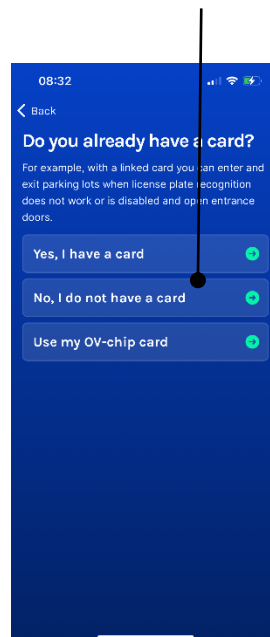 08:32
Back
Do you already have a card?
For example, with a linked card you can enter and
exit parking lots when license plate recognition
does not work or is disabled and open entrance
doors.
Yes, I have a card
No, I do not have a card
Use my OV-chip card